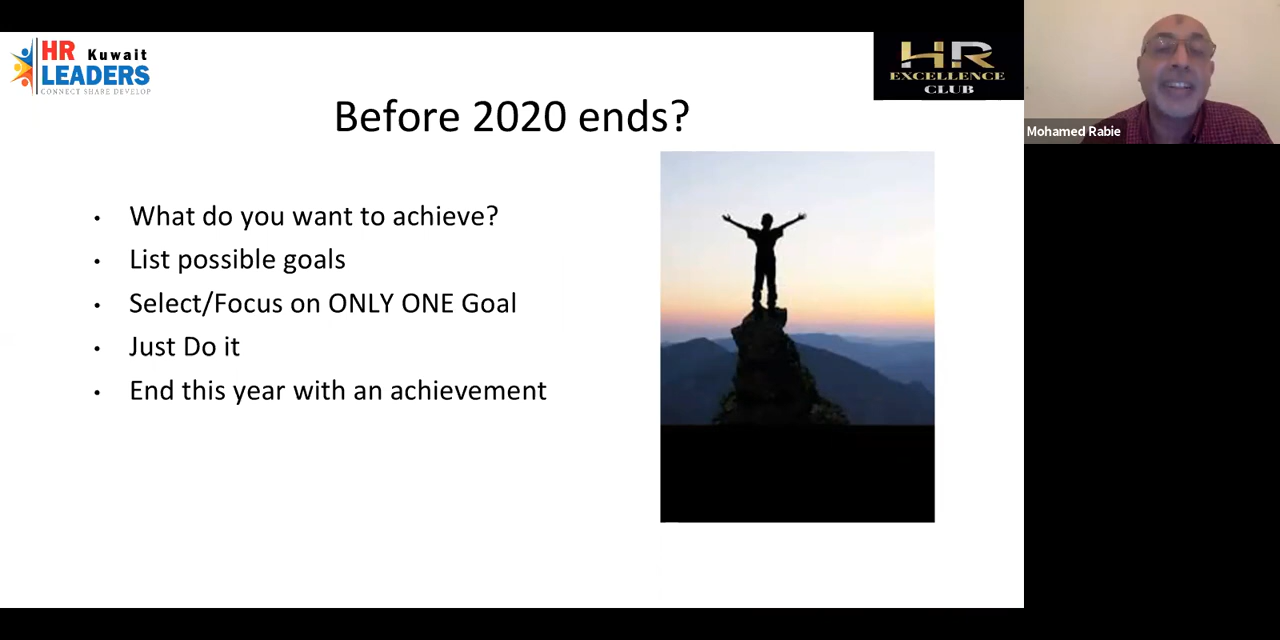 HR Kuwait
LEADERS
CONNECT SHARE DEVELOP
HR
EXCELLENCE
CLUB
Mohamed Rabie
Before 2020 ends?
• What do you want to achieve?
• List possible goals
• Select/Focus on ONLY ONE Goal
• Just Do it
• End this year with an achievement